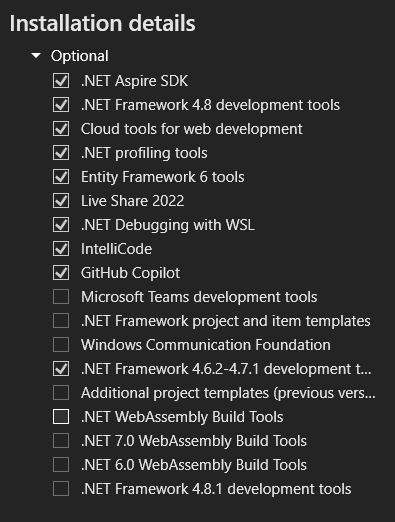 Installation details
Optional
.NET Aspire SDK
.NET Framework 4.8 development tools
Cloud tools for web development
.NET profiling tools
Entity Framework 6 tools
Live Share 2022
.NET Debugging with WSL
IntelliCode
GitHub Copilot
Microsoft Teams development tools
.NET Framework project and item templates
Windows Communication Foundation
.NET Framework 4.6.2-4.7.1 development t...
Additional project templates (previous vers...
.NET WebAssembly Build Tools
.NET 7.0 WebAssembly Build Tools
.NET 6.0 WebAssembly Build Tools
.NET Framework 4.8.1 development tools